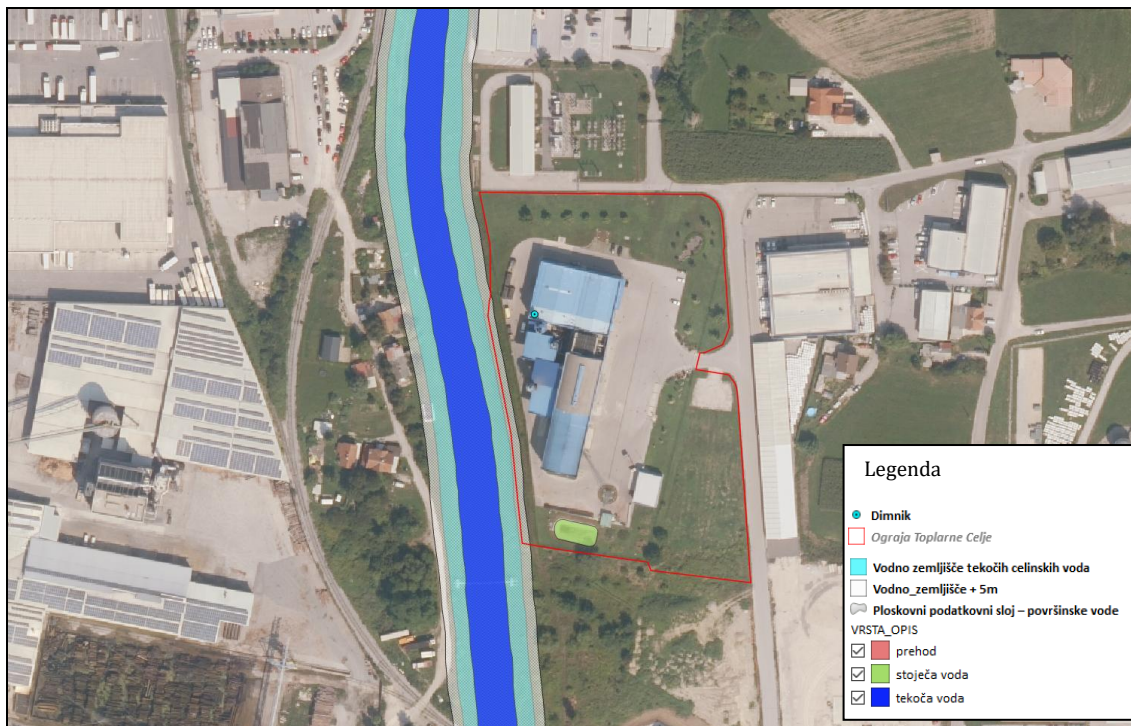 Legenda
Dimnik
Ograja Toplarne Celje
Vodno zemljišče tekočih celinskih voda
Vodno_zemljišče + 5m
Ploskovni podatkovni sloj – površinske vode
VRSTA_OPIS
prehod
stoječa voda
tekoča voda